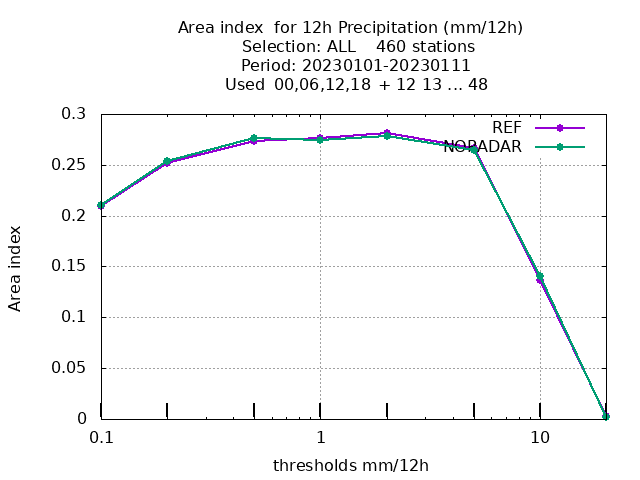 Area index  for 12h Precipitation (mm/12h)
Selection: ALL    460 stations
Period: 20230101-20230111
Used  00,06,12,18  + 12 13 ... 48
REF
NORADAR
0.3
0.25
0.2
0.15
0.1
0.05
0
Area index
0.1 1 10
thresholds mm/12h